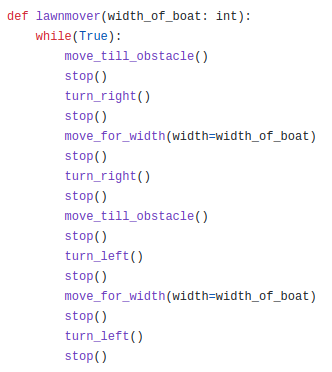 def lawnmover(width_of_boat: int):
    while(True):
        move_till_obstacle()
        stop()
        turn_right()
        stop()
        move_for_width(width=width_of_boat)
        stop()
        turn_right()
        stop()
        move_till_obstacle()
        stop()
        turn_left()
        stop()
        move_for_width(width=width_of_boat)
        stop()
        turn_left()
        stop()